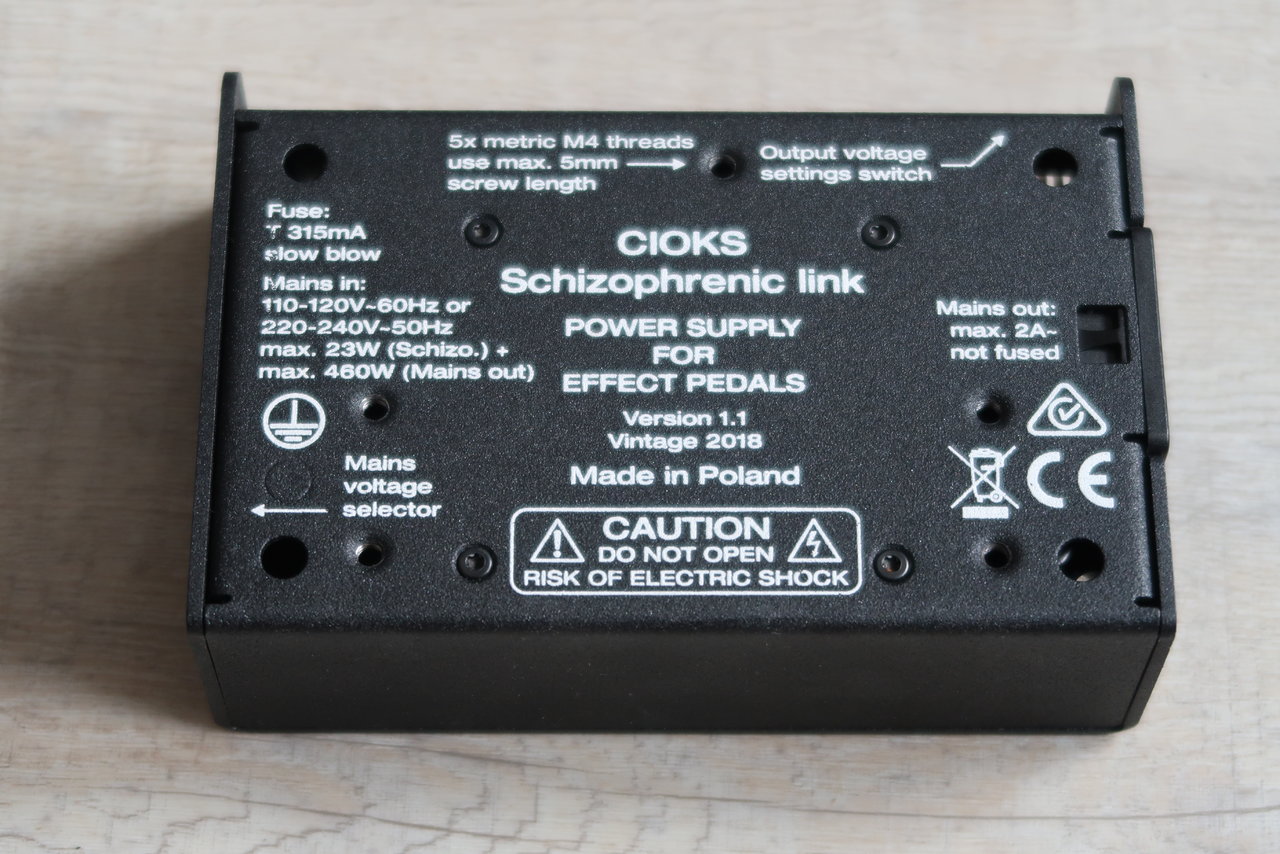 5x metric M4 threads
use max. 5mm
screw length
Output voltage
settings switch
Fuse:
T 315mA
slow blow
Mains in:
110-120V~60Hz or
220-240V~50Hz
max. 23W (Schizo.) +
max. 460W (Mains out)
CIOKS
Schizophrenic link
POWER SUPPLY
FOR
EFFECT PEDALS
Version 1.1
Vintage 2018
Made in Poland
Mains out:
max. 2A~
not fused
Mains
voltage
selector
CE
CAUTION
DO NOT OPEN
RISK OF ELECTRIC SHOCK